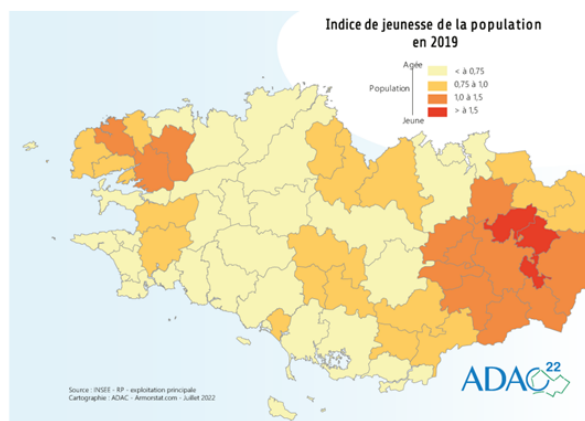 Indice de jeunesse de la population
en 2019
Agée
Population
Jeune
< à 0,75
0,75 à 1,0
1,0 à 1,5
> à 1,5
Source : INSEE - RP - exploitation principale
Cartographie : ADAC - Armorstat.com - Juillet 2022
ADAC 22